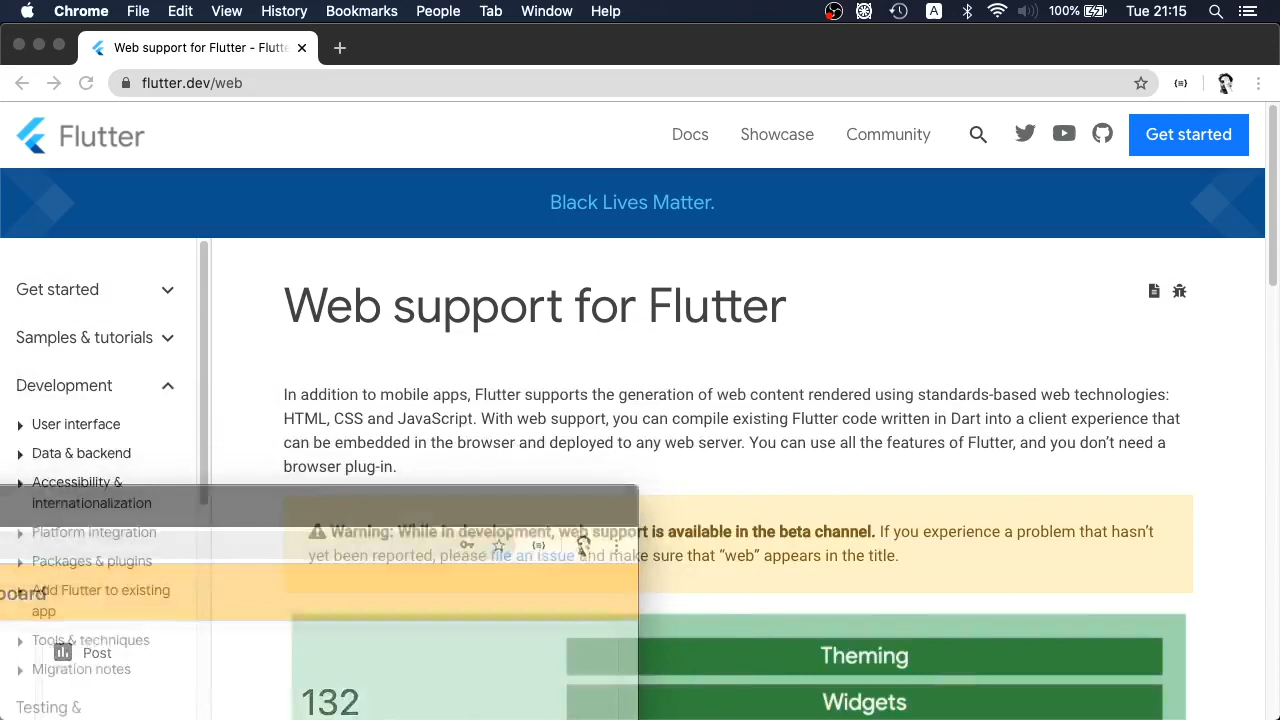 Chrome File Edit View History Bookmarks People Tab Window Help 100% Tue 21:15
Web support for Flutter - Flutte
flutter.dev/web
Flutter Docs Showcase Community Get started
Black Lives Matter.
Get started
Samples & tutorials
Development
User interface
Data & backend
Accessibility &
internationalization
Platform integration
Packages & plugins
Add Flutter to existing
app
Tools & techniques
Migration notes
Testing &
Web support for Flutter
In addition to mobile apps, Flutter supports the generation of web content rendered using standards-based web technologies:
HTML, CSS and JavaScript. With web support, you can compile existing Flutter code written in Dart into a client experience that
can be embedded in the browser and deployed to any web server. You can use all the features of Flutter, and you don’t need a
browser plug-in.
Warning: While in development, web support is available in the beta channel. If you experience a problem that hasn’t
yet been reported, please file an issue and make sure that “web” appears in the title.
board
Post
132
Theming
Widgets